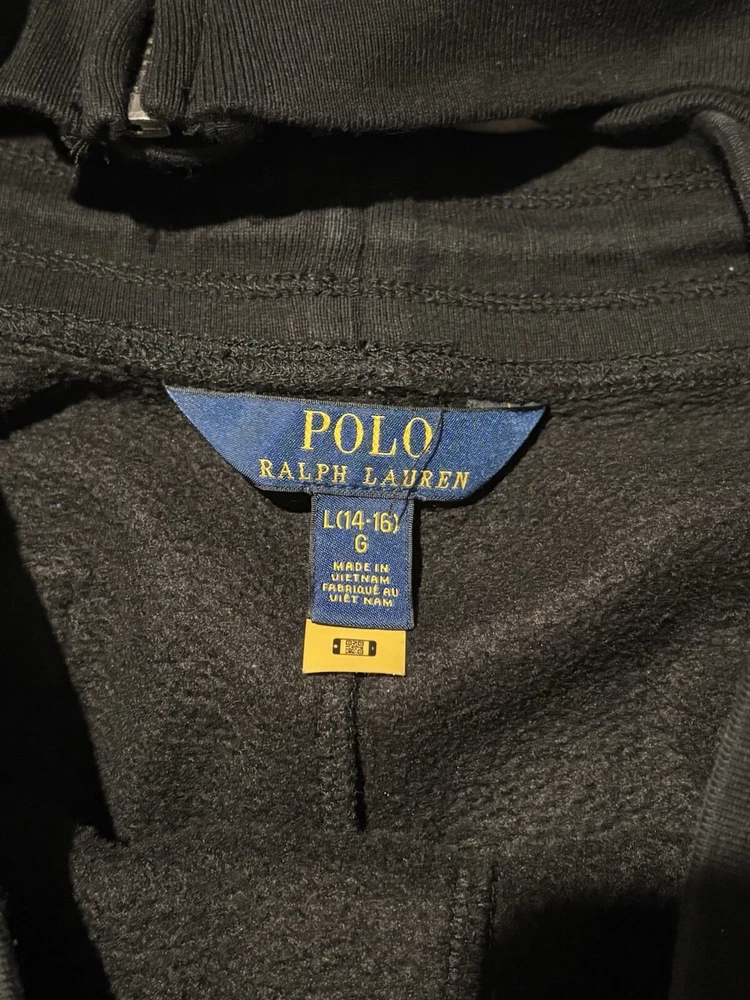 POLO
RALPH LAUREN
L(14-16)
G
MADE IN
VIETNAM
FABRIQUÉ AU
VIÊT NAM